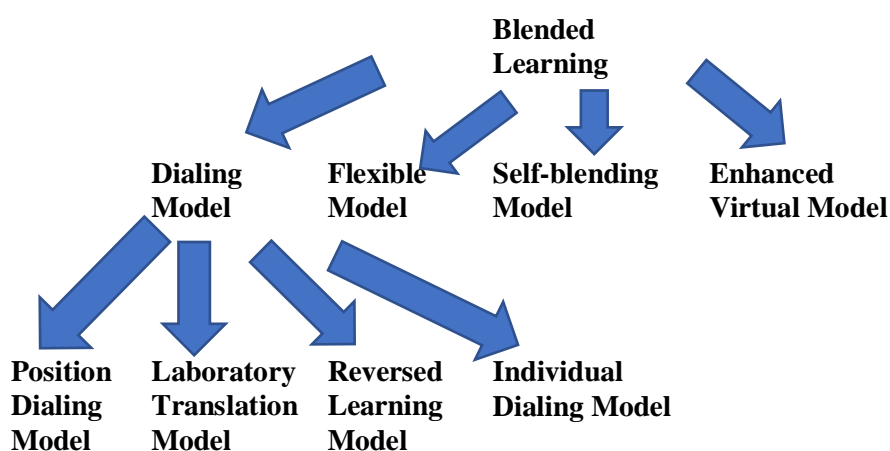 Blended
Learning
Dialing
Model
Flexible
Model
Self-blending
Model
Enhanced
Virtual Model
Position
Dialing
Model
Laboratory
Translation
Model
Reversed
Learning
Model
Individual
Dialing Model